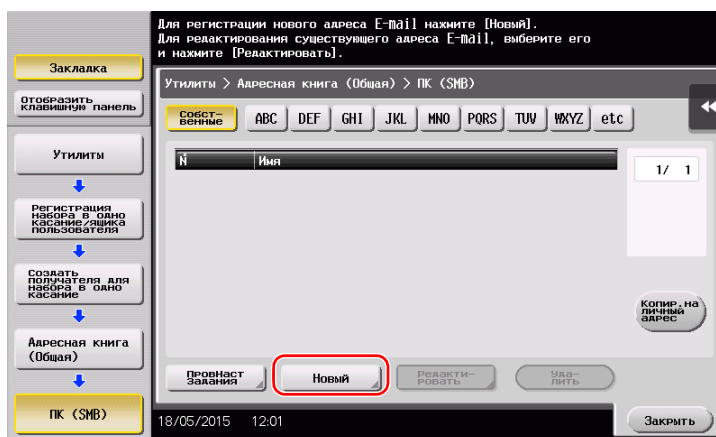 Для регистрации нового адреса E-mail нажмите [Новый].
Для редактирования существующего адреса E-mail, выберите его
и нажмите [Редактировать].
Закладка
Отобразить
клавишную панель
Утилиты
Регистрация
набора в одно
касание/ящика
пользователя
Создать
получателя для
набора в одно
касание
Адресная книга
(Общая)
ПК (SMB)
Утилиты > Адресная книга (Общая) > ПК (SMB)
Собст-
венные
ABC
DEF
GHI
JKL
MNO
PQRS
TUV
WXYZ
etc
N
Имя
1/ 1
Копир.на
личный
адрес
ПровНаст
Задания
Новый
Редакти-
ровать
Уда-
лить
18/05/2015 12:01
Закрыть